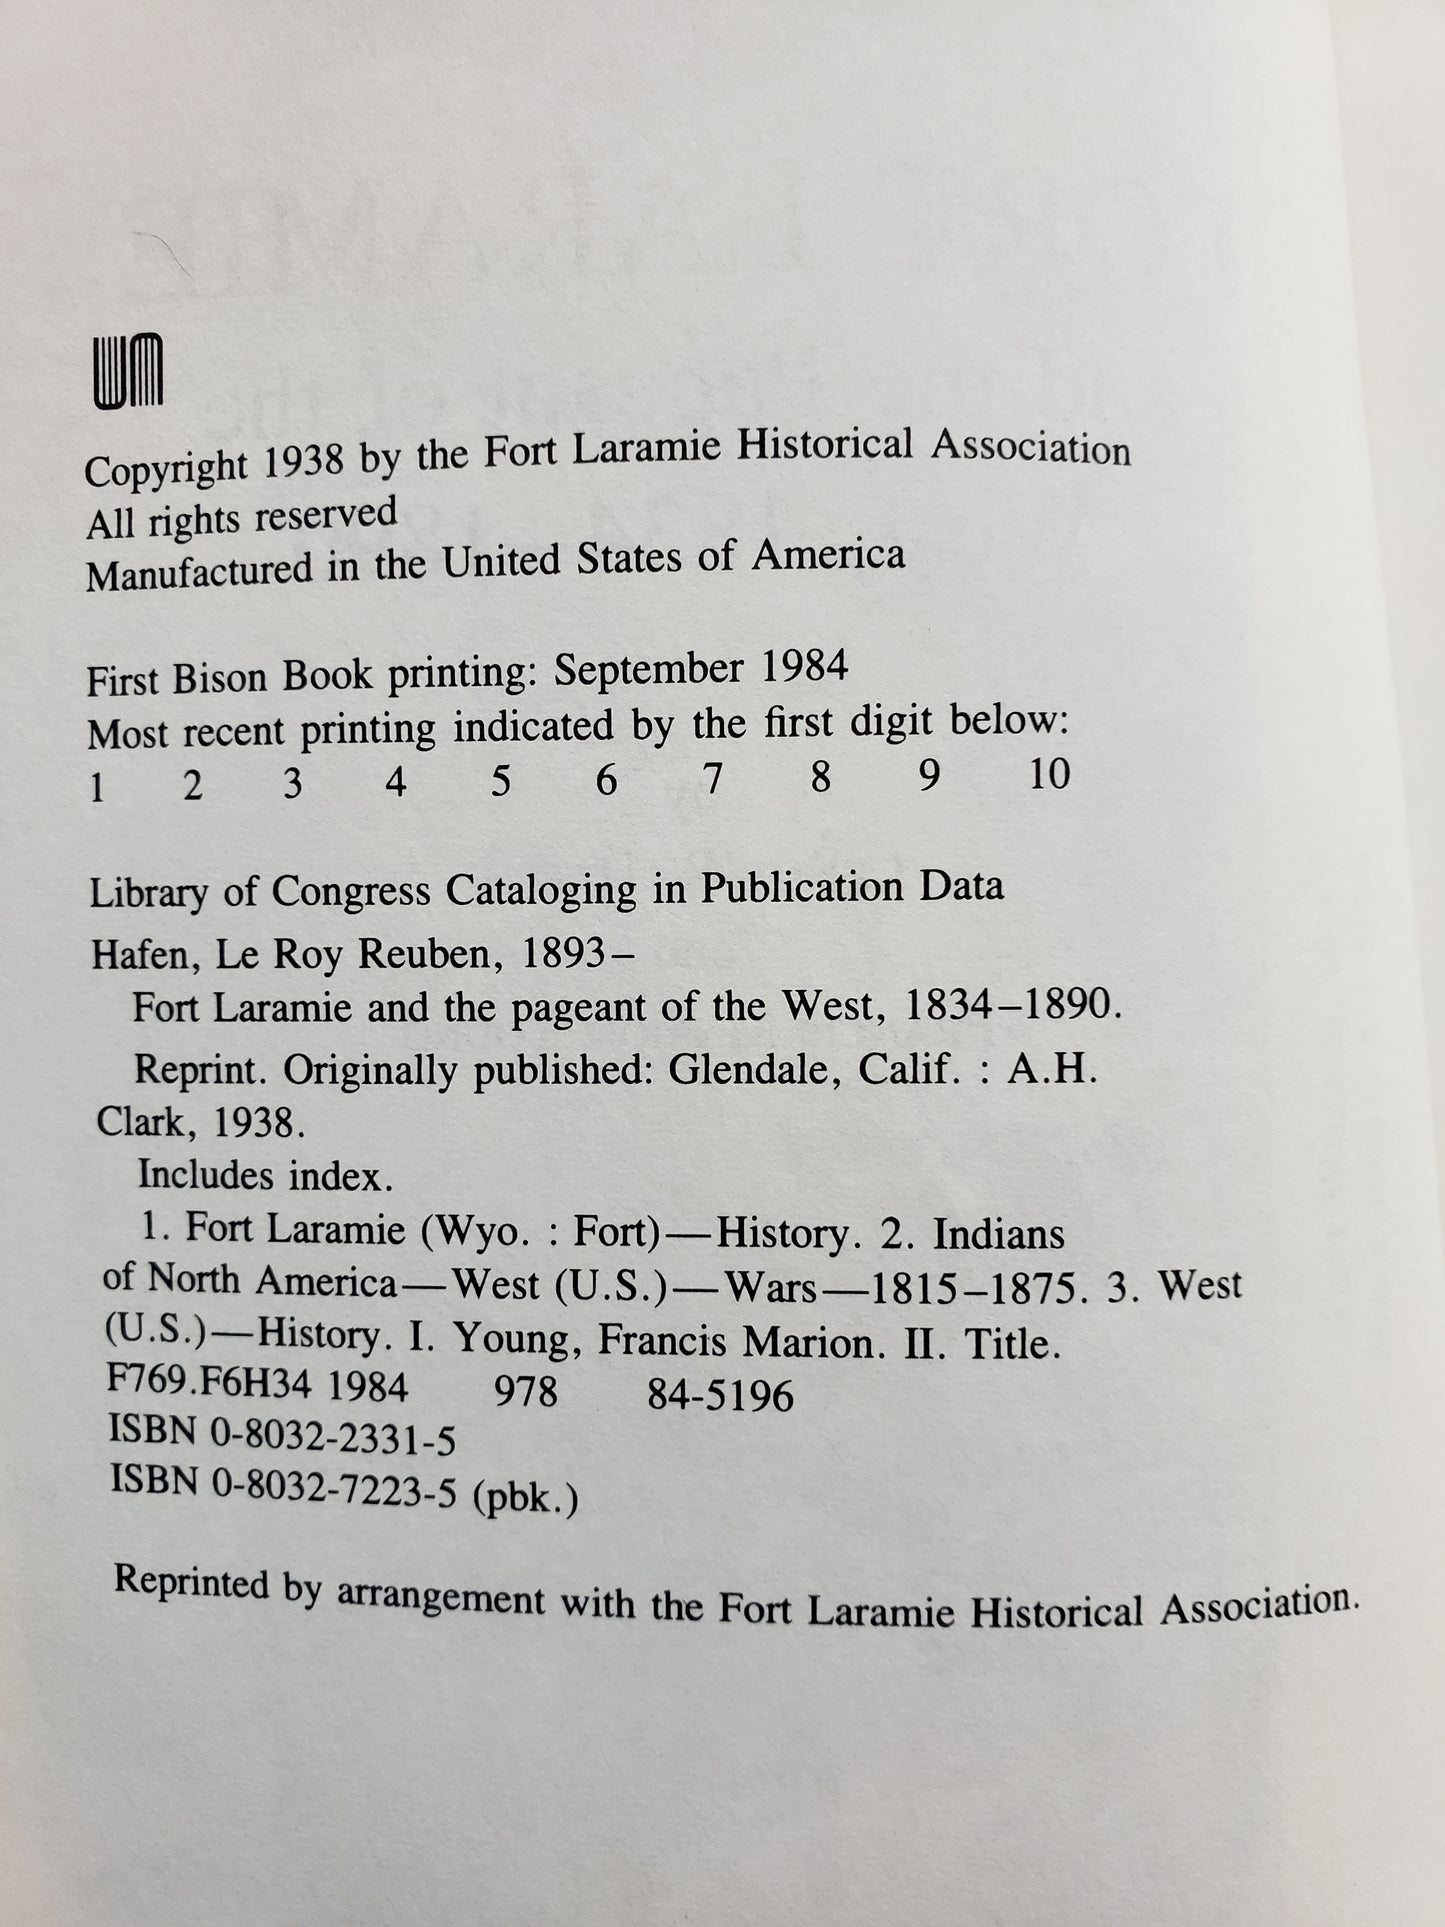 Copyright 1938 by the Fort Laramie Historical Association
All rights reserved
Manufactured in the United States of America
First Bison Book printing: September 1984
Most recent printing indicated by the first digit below:
1 2 3 4 5 6 7 8 9 10
Library of Congress Cataloging in Publication Data
Hafen, Le Roy Reuben, 1893–
Fort Laramie and the pageant of the West, 1834–1890.
Reprint. Originally published: Glendale, Calif. : A.H.
Clark, 1938.
Includes index.
1. Fort Laramie (Wyo. : Fort)—History. 2. Indians
of North America—West (U.S.)—Wars—1815–1875. 3. West
(U.S.)—History. I. Young, Francis Marion. II. Title.
F769.F6H34 1984 978 84-5196
ISBN 0-8032-2331-5
ISBN 0-8032-7223-5 (pbk.)
Reprinted by arrangement with the Fort Laramie Historical Association.